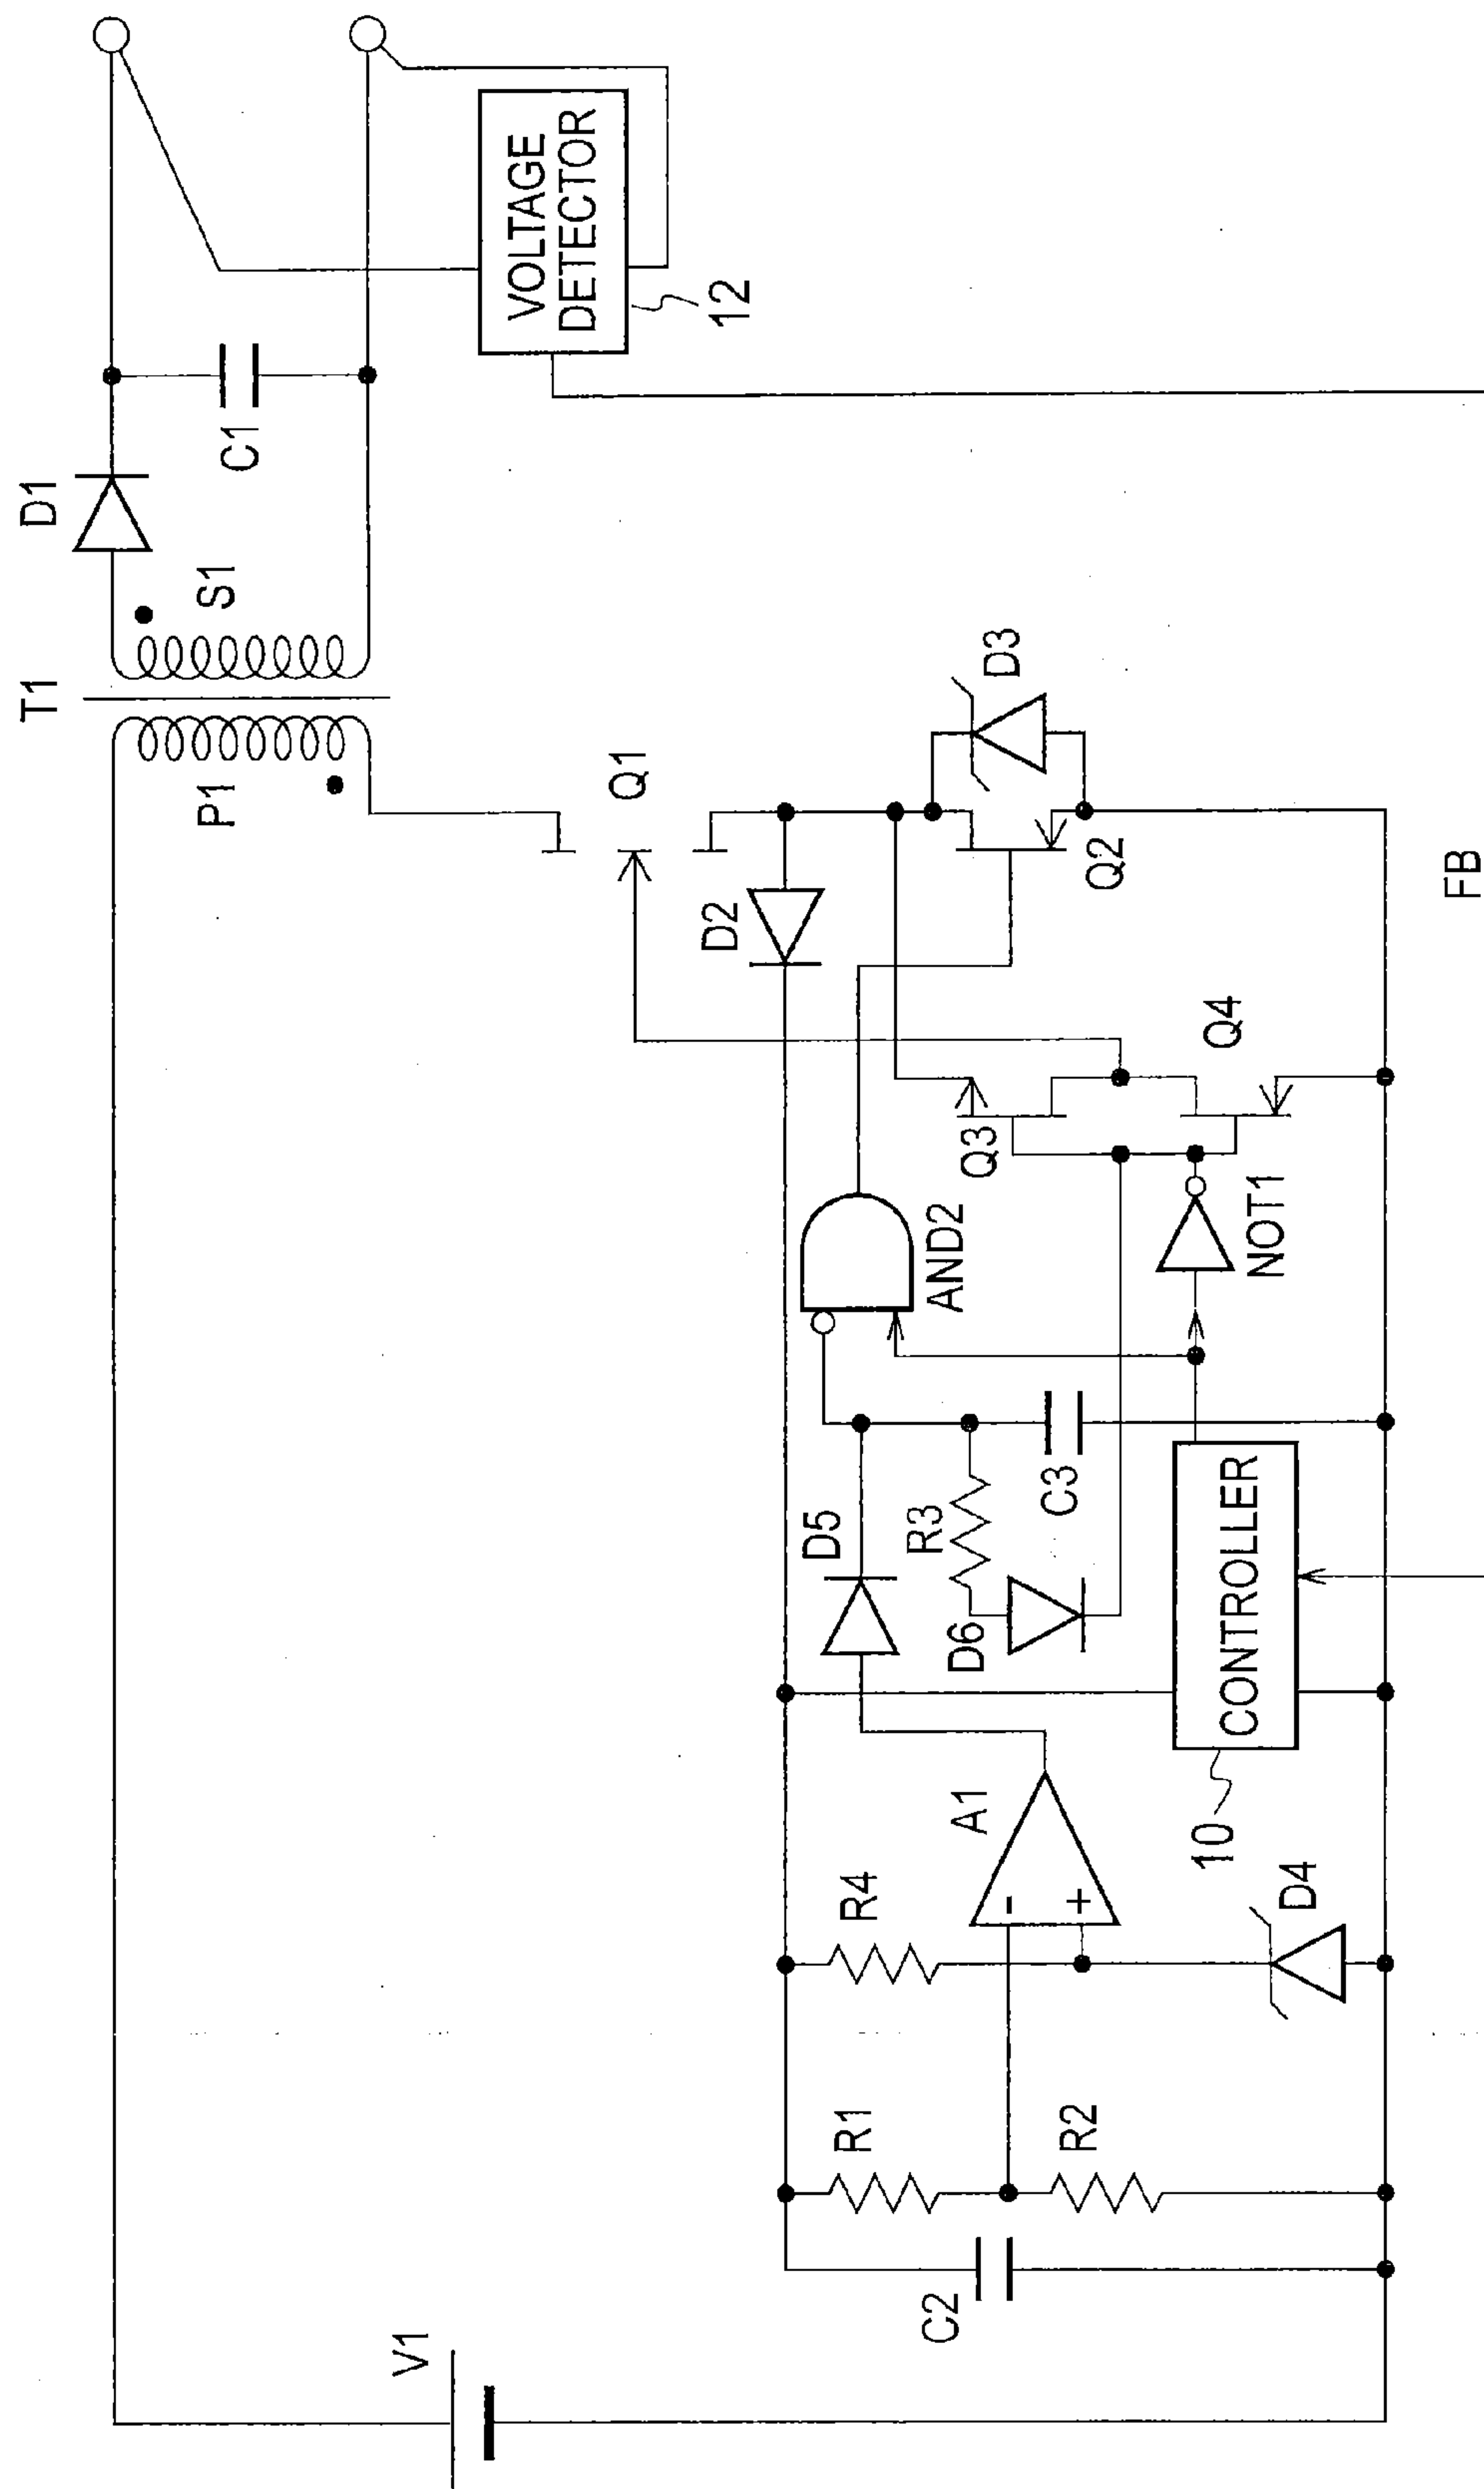 T1
D1
P1
S1
C1
VOLTAGE
DETECTOR
12
V1
Q1
D2
D3
Q2
Q3
Q4
AND2
NOT1
D5
R3
D6
C3
CONTROLLER
10
A1
-
+
R4
D4
R1
R2
C2
FB